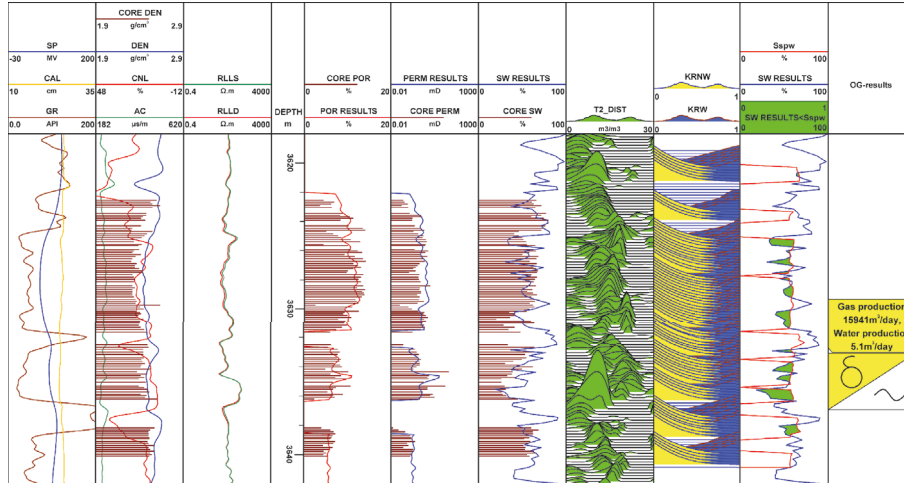 CORE DEN
1.9 g/cm³ 2.9
SP
-30 MV 200
DEN
1.9 g/cm³ 2.9
CAL
10 cm 35
CNL
48 % -12
RLLS
0.4 Ω.m 4000
GR
0.0 API 200
AC
182 μs/m 620
RLLD
0.4 Ω.m 4000
DEPTH
m
CORE POR
0 % 20
POR RESULTS
0 % 20
PERM RESULTS
0.01 mD 1000
CORE PERM
0.01 mD 1000
SW RESULTS
0 % 100
CORE SW
0 % 100
T2_DIST
0 m3/m3 30
KRNW
0 1
KRW
0 1
Sspw
0 % 100
SW RESULTS
0 % 100
0 1
SW RESULTS<Sspw
0 100
OG-results
3620
3630
3640
Gas production
15941m³/day,
Water production
5.1m³/day